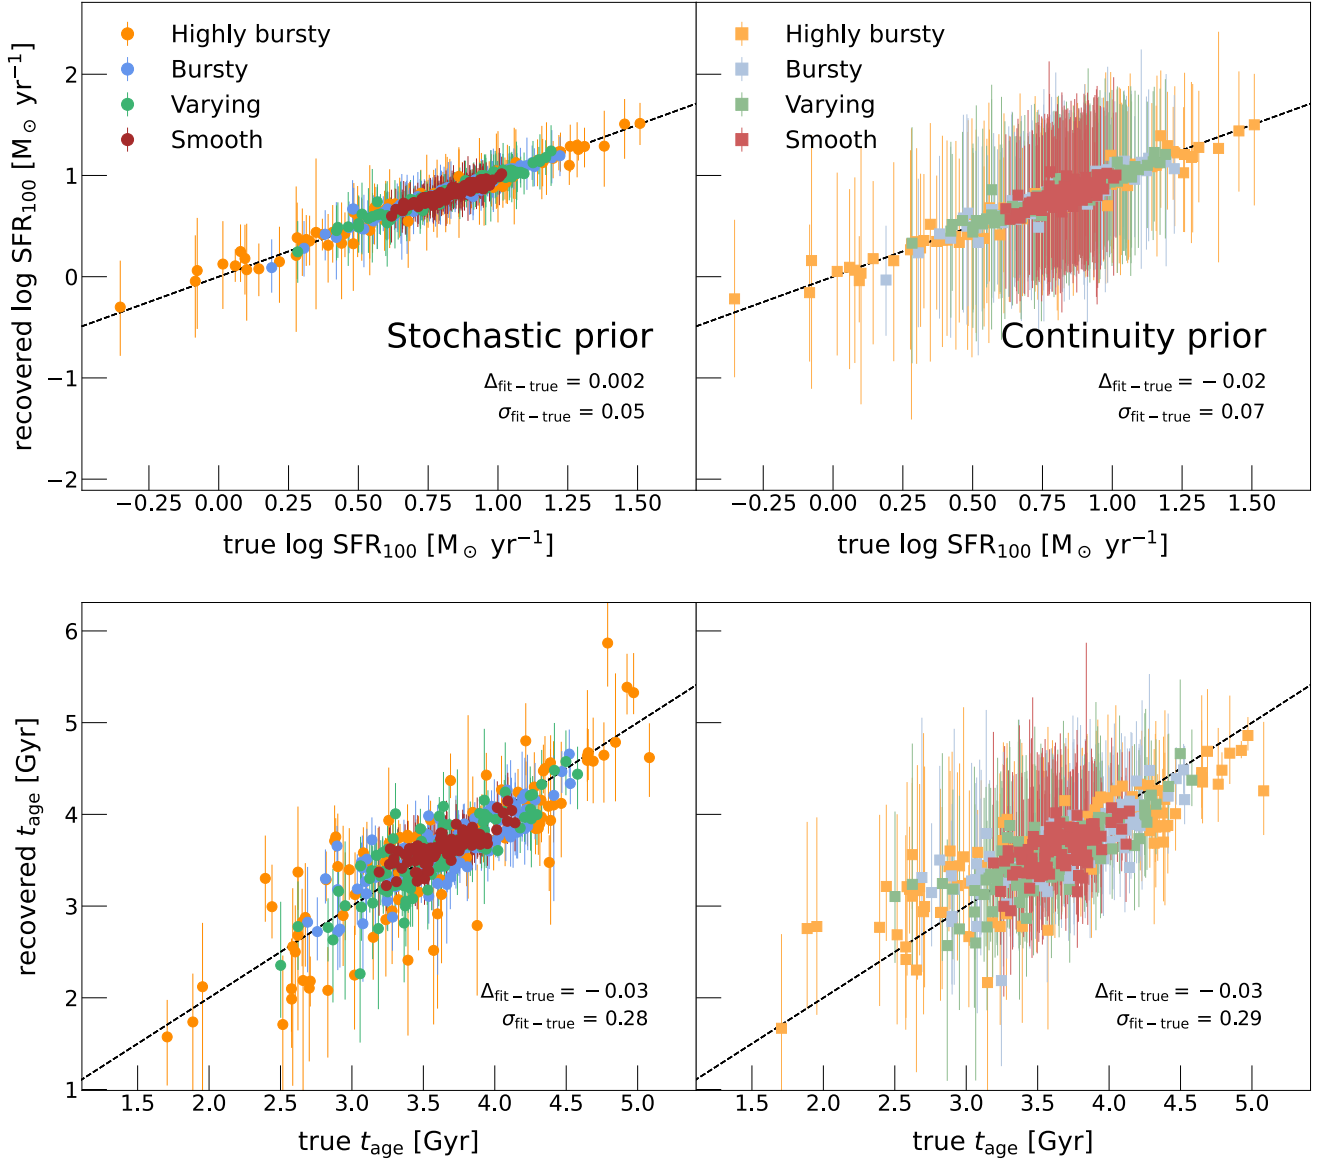 Highly bursty
Bursty
Varying
Smooth
Stochastic prior
Δfit−true = 0.002
σfit−true = 0.05
Highly bursty
Bursty
Varying
Smooth
Continuity prior
Δfit−true = −0.02
σfit−true = 0.07
recovered log SFR100 [M⊙ yr−1]
2
1
0
−1
−2
−0.25 0.00 0.25 0.50 0.75 1.00 1.25 1.50
−0.25 0.00 0.25 0.50 0.75 1.00 1.25 1.50
true log SFR100 [M⊙ yr−1]
true log SFR100 [M⊙ yr−1]
recovered tage [Gyr]
6
5
4
3
2
1
Δfit−true = −0.03
σfit−true = 0.28
Δfit−true = −0.03
σfit−true = 0.29
1.5 2.0 2.5 3.0 3.5 4.0 4.5 5.0
1.5 2.0 2.5 3.0 3.5 4.0 4.5 5.0
true tage [Gyr]
true tage [Gyr]